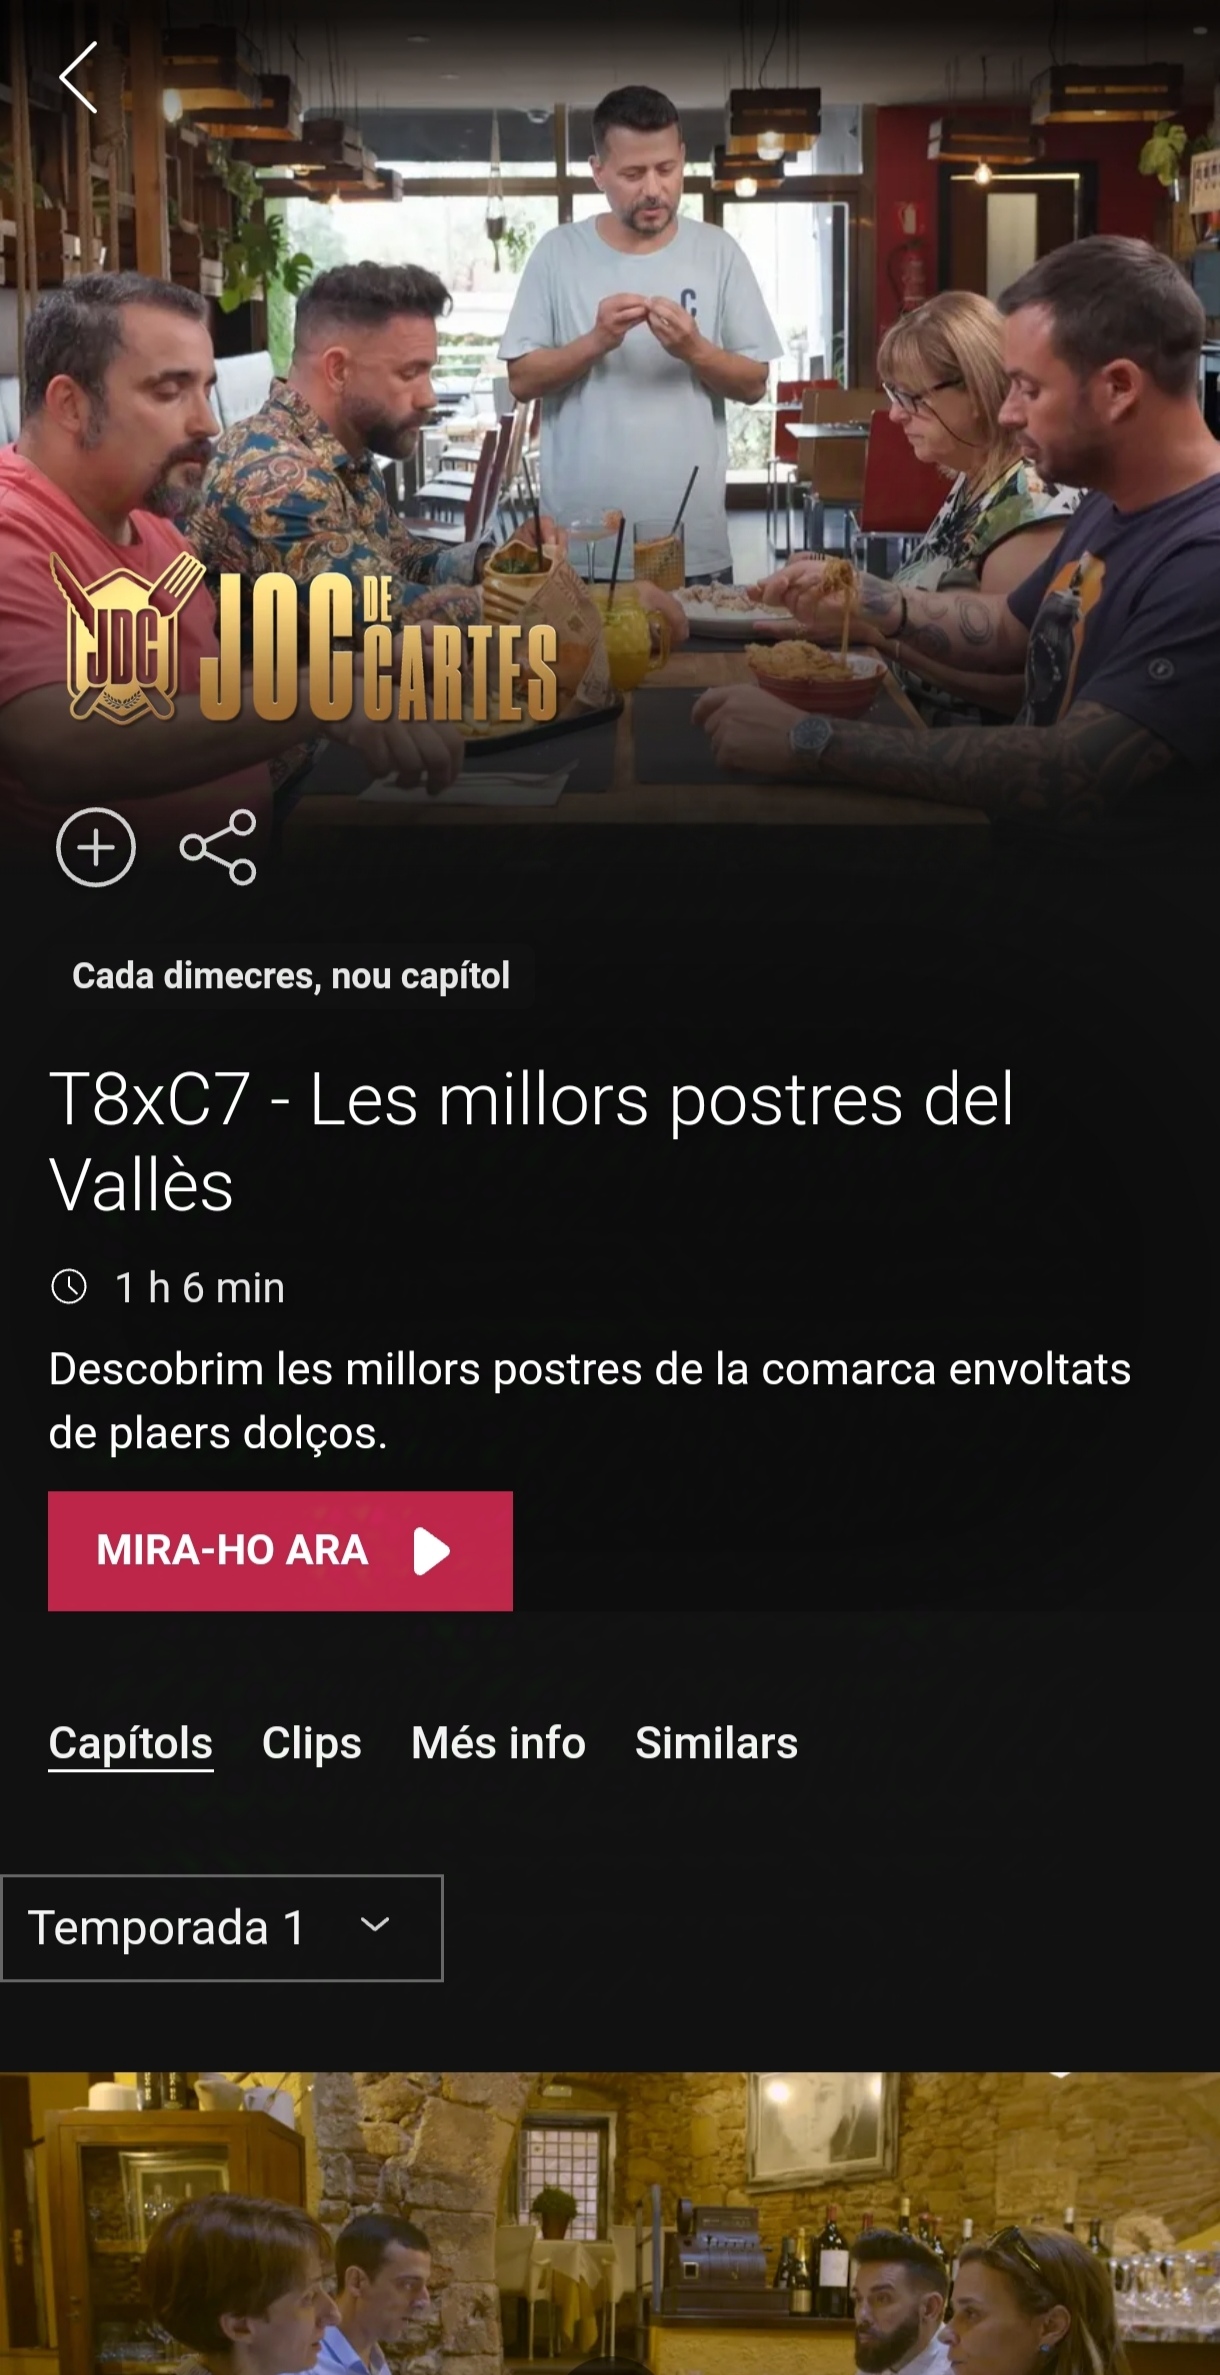 JDC
JOC DE CARTES
Cada dimecres, nou capítol
T8xC7 - Les millors postres del
Vallès
1 h 6 min
Descobrim les millors postres de la comarca envoltats
de plaers dolços.
MIRA-HO ARA
Capítols Clips Més info Similars
Temporada 1